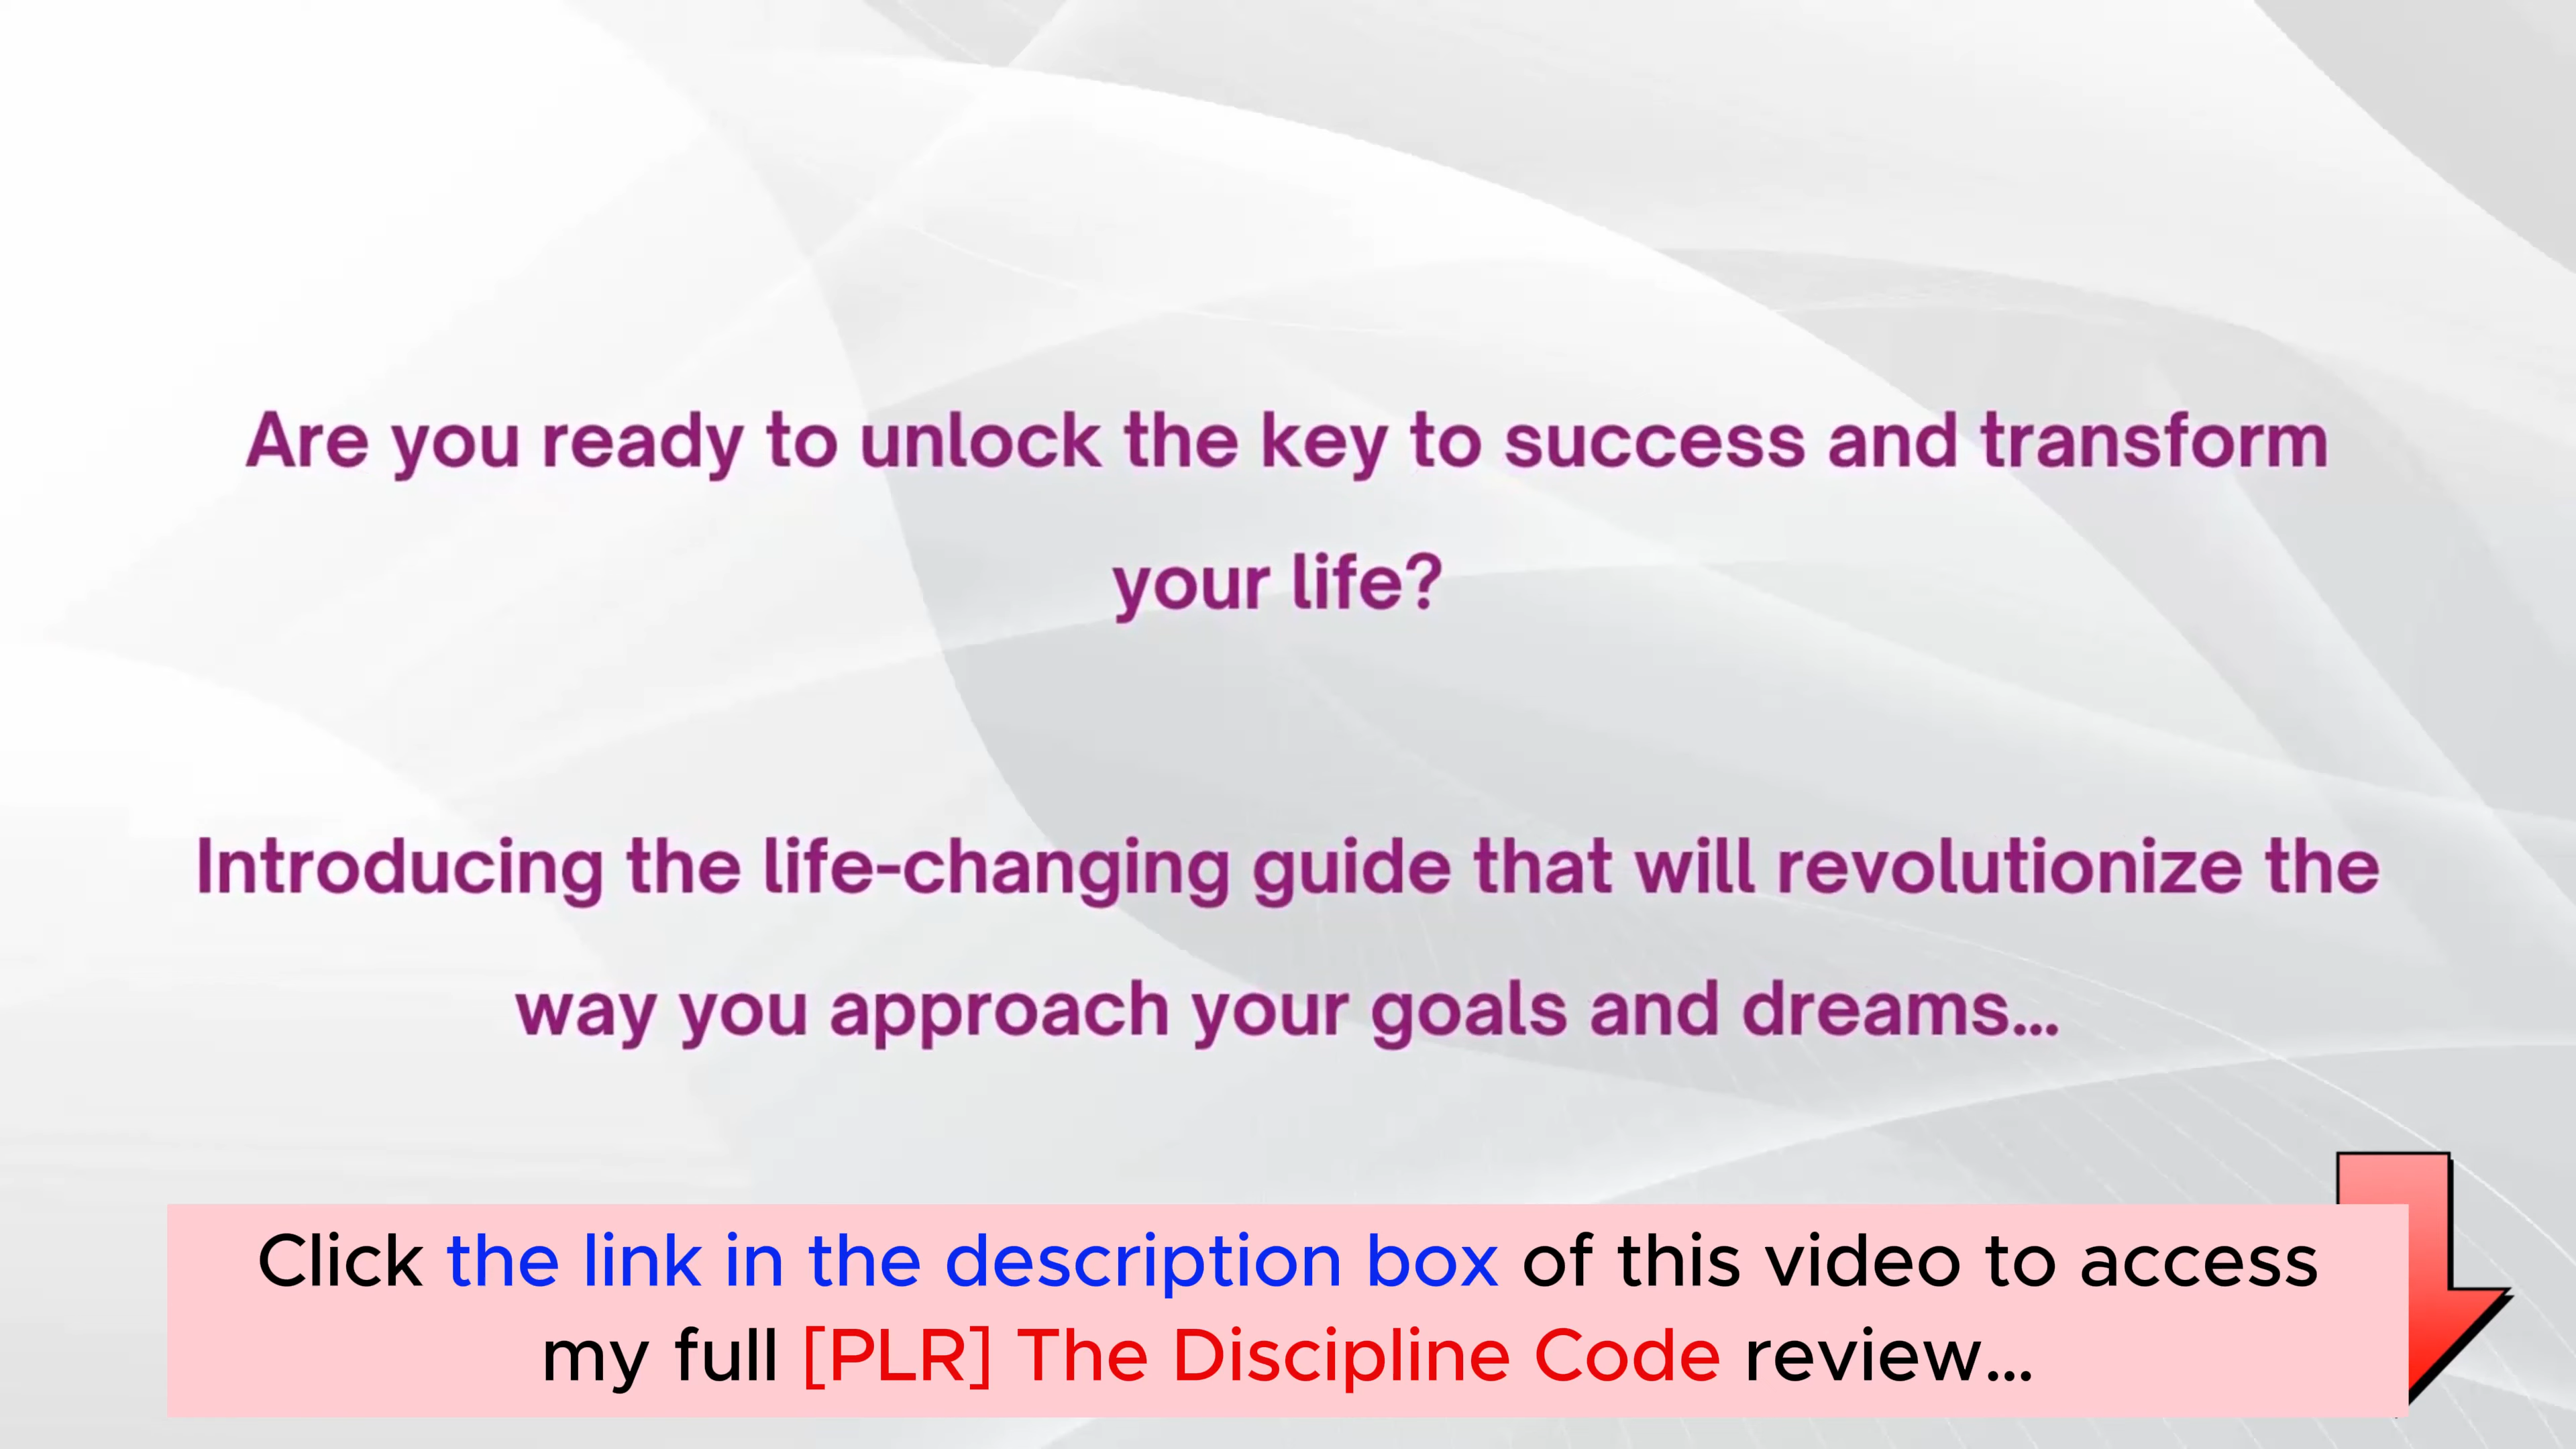 Are you ready to unlock the key to success and transform
your life?
Introducing the life-changing guide that will revolutionize the
way you approach your goals and dreams...
Click the link in the description box of this video to access
my full [PLR] The Discipline Code review...